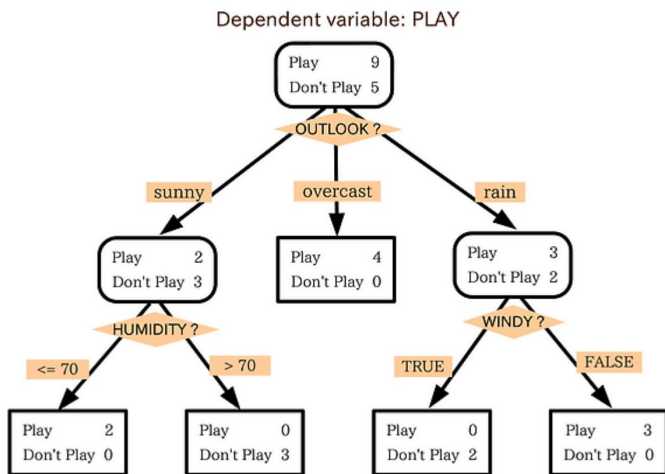 Dependent variable: PLAY
Play 9
Don't Play 5
OUTLOOK ?
sunny
overcast
rain
Play 2
Don't Play 3
Play 4
Don't Play 0
Play 3
Don't Play 2
HUMIDITY ?
WINDY ?
<= 70
> 70
TRUE
FALSE
Play 2
Don't Play 0
Play 0
Don't Play 3
Play 0
Don't Play 2
Play 3
Don't Play 0